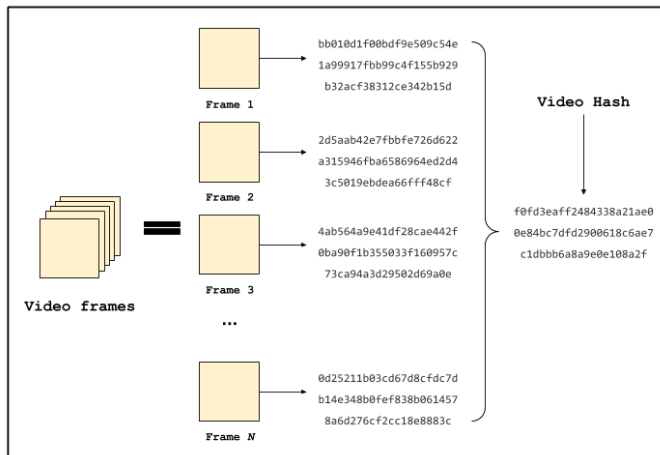 bb010d1f00bdf9e509c54e
1a99917fbb99c4f155b929
b32acf38312ce342b15d
Frame 1
2d5aab42e7fbbfe726d622
a315946fba6586964ed2d4
3c5019ebdea66fff48cf
Frame 2
4ab564a9e41df28cae442f
0ba90f1b355033f160957c
73ca94a3d29502d69a0e
Frame 3
...
0d25211b03cd67d8cfdc7d
b14e348b0fef838b061457
8a6d276cf2cc18e8883c
Frame N
Video frames
Video Hash
f0fd3eaff2484338a21ae0
0e84bc7dfd2900618c6ae7
c1dbbb6a8a9e0e108a2f